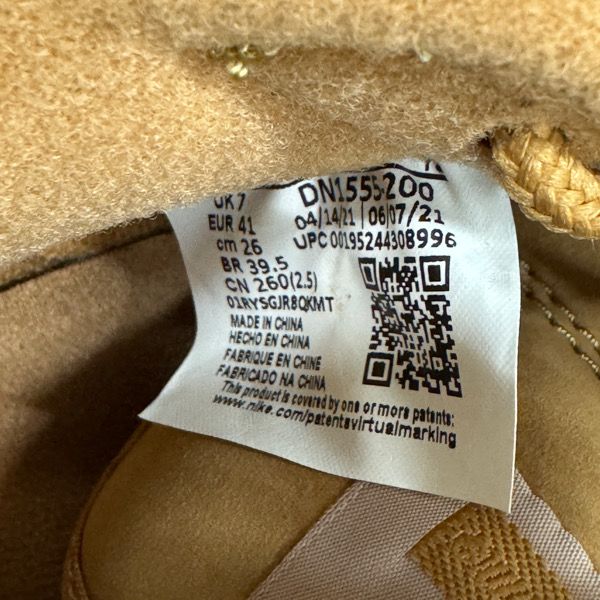 UK 7 DN1555-200
EUR 41 04/14/21 | 06/07/21
cm 26 UPC 00195244308996
BR 39.5
CN 260(2.5)
01RYSGJR8QKMT
MADE IN CHINA
HECHO EN CHINA
FABRIQUE EN CHINE
FABRICADO NA CHINA
This product is covered by one or more patents:
www.nike.com/patentsvirtualmarking